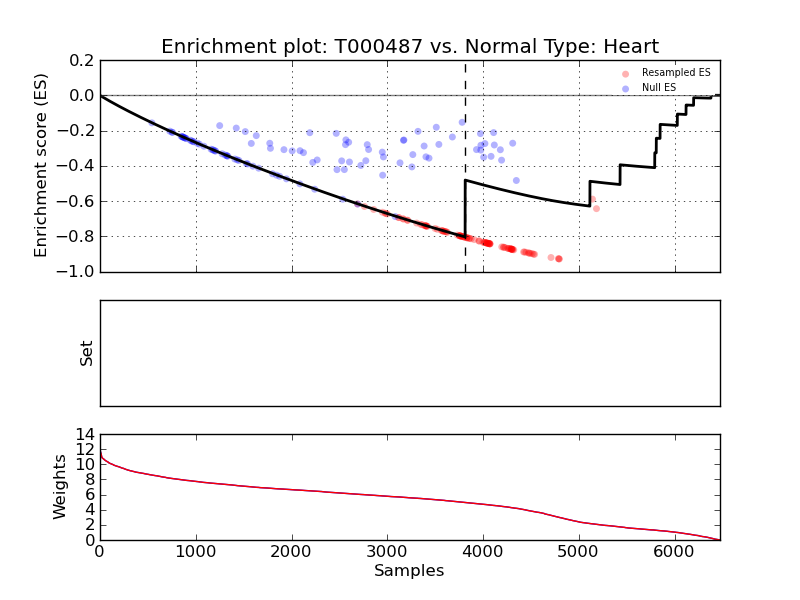 Enrichment plot: T000487 vs. Normal Type: Heart
Enrichment score (ES)
0.2
0.0
−0.2
−0.4
−0.6
−0.8
−1.0
Resampled ES
Null ES
Set
Weights
14
12
10
8
6
4
2
0
0 1000 2000 3000 4000 5000 6000
Samples